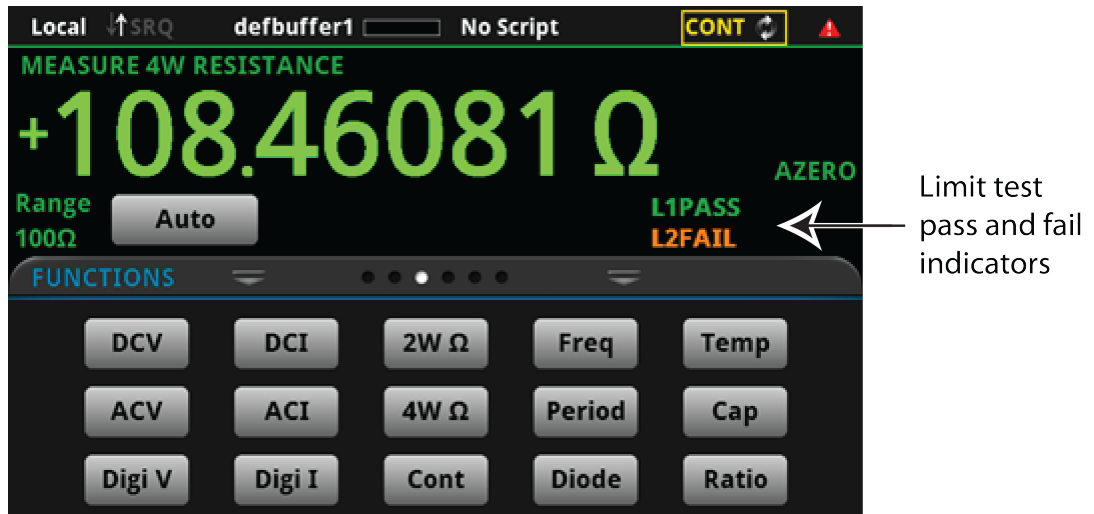 Local SRQ defbuffer1 No Script CONT
MEASURE 4W RESISTANCE
+108.46081 Ω
AZERO
Range
100Ω
Auto
L1PASS
L2FAIL
Limit test
pass and fail
indicators
FUNCTIONS
DCV DCI 2W Ω Freq Temp
ACV ACI 4W Ω Period Cap
Digi V Digi I Cont Diode Ratio